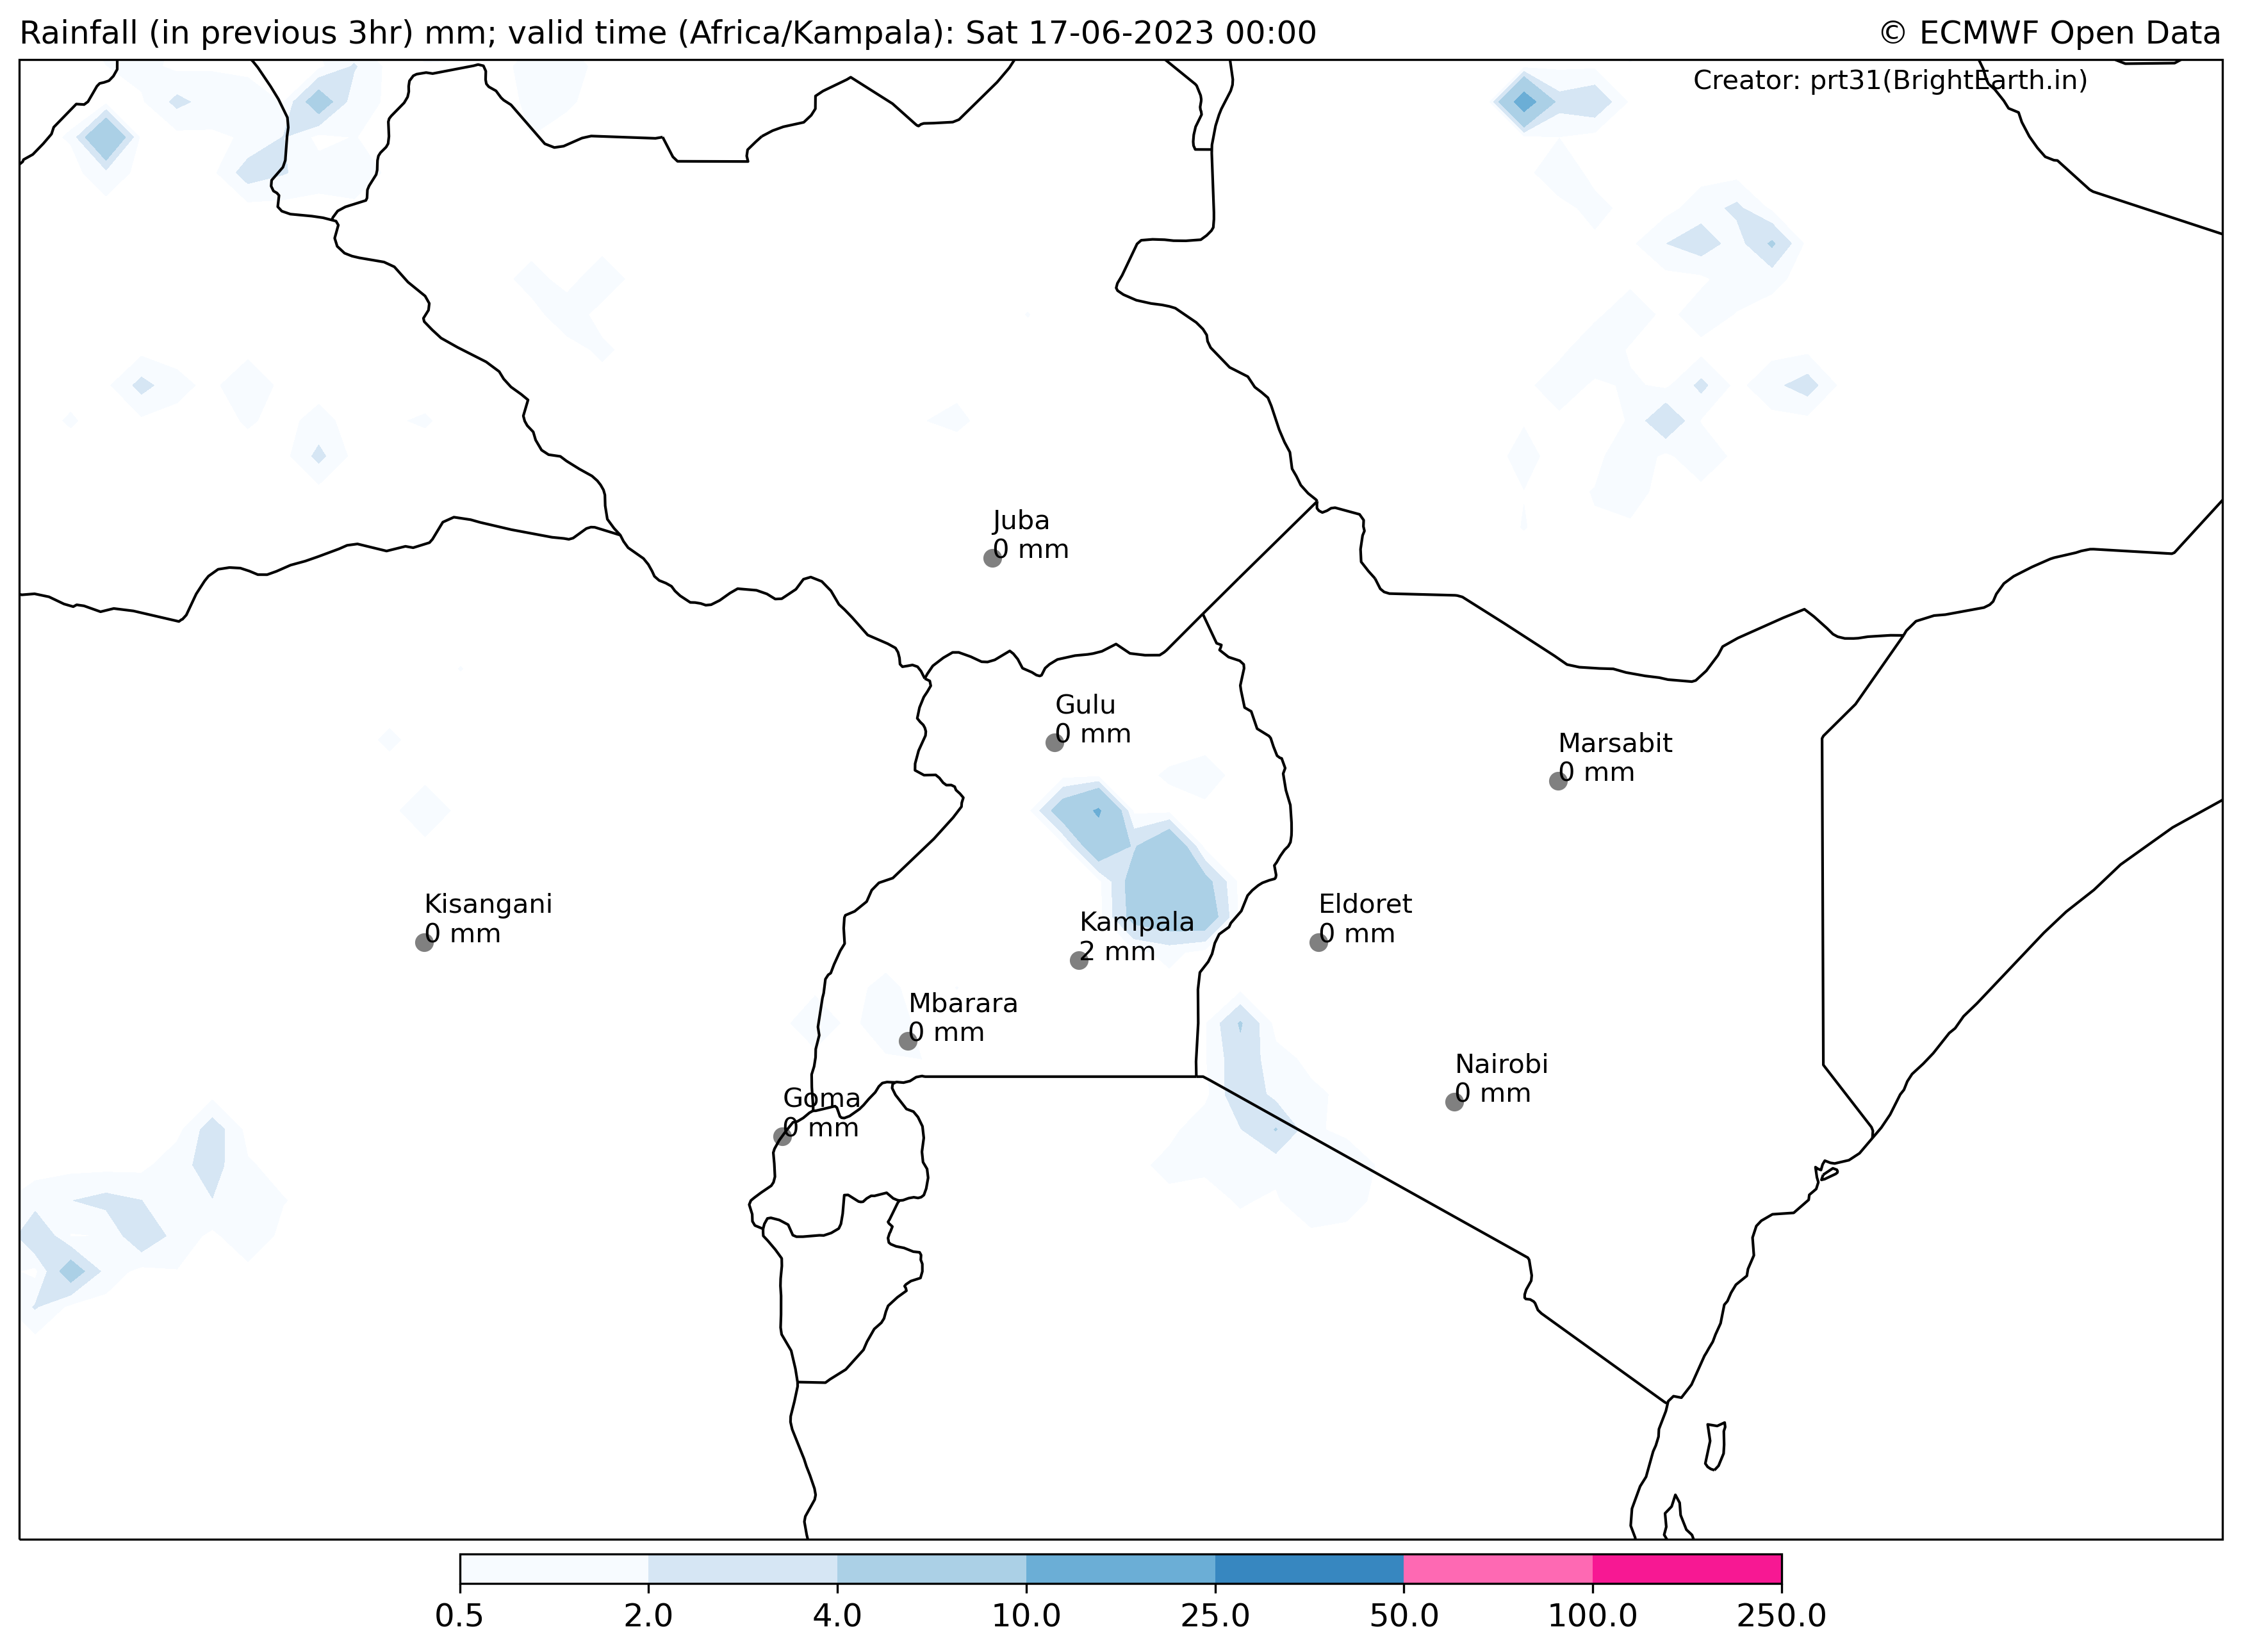 Rainfall (in previous 3hr) mm; valid time (Africa/Kampala): Sat 17-06-2023 00:00
© ECMWF Open Data
Creator: prt31(BrightEarth.in)
Juba
0 mm
Gulu
0 mm
Marsabit
0 mm
Kisangani
0 mm
Kampala
2 mm
Eldoret
0 mm
Mbarara
0 mm
Nairobi
0 mm
Goma
0 mm
0.5 2.0 4.0 10.0 25.0 50.0 100.0 250.0